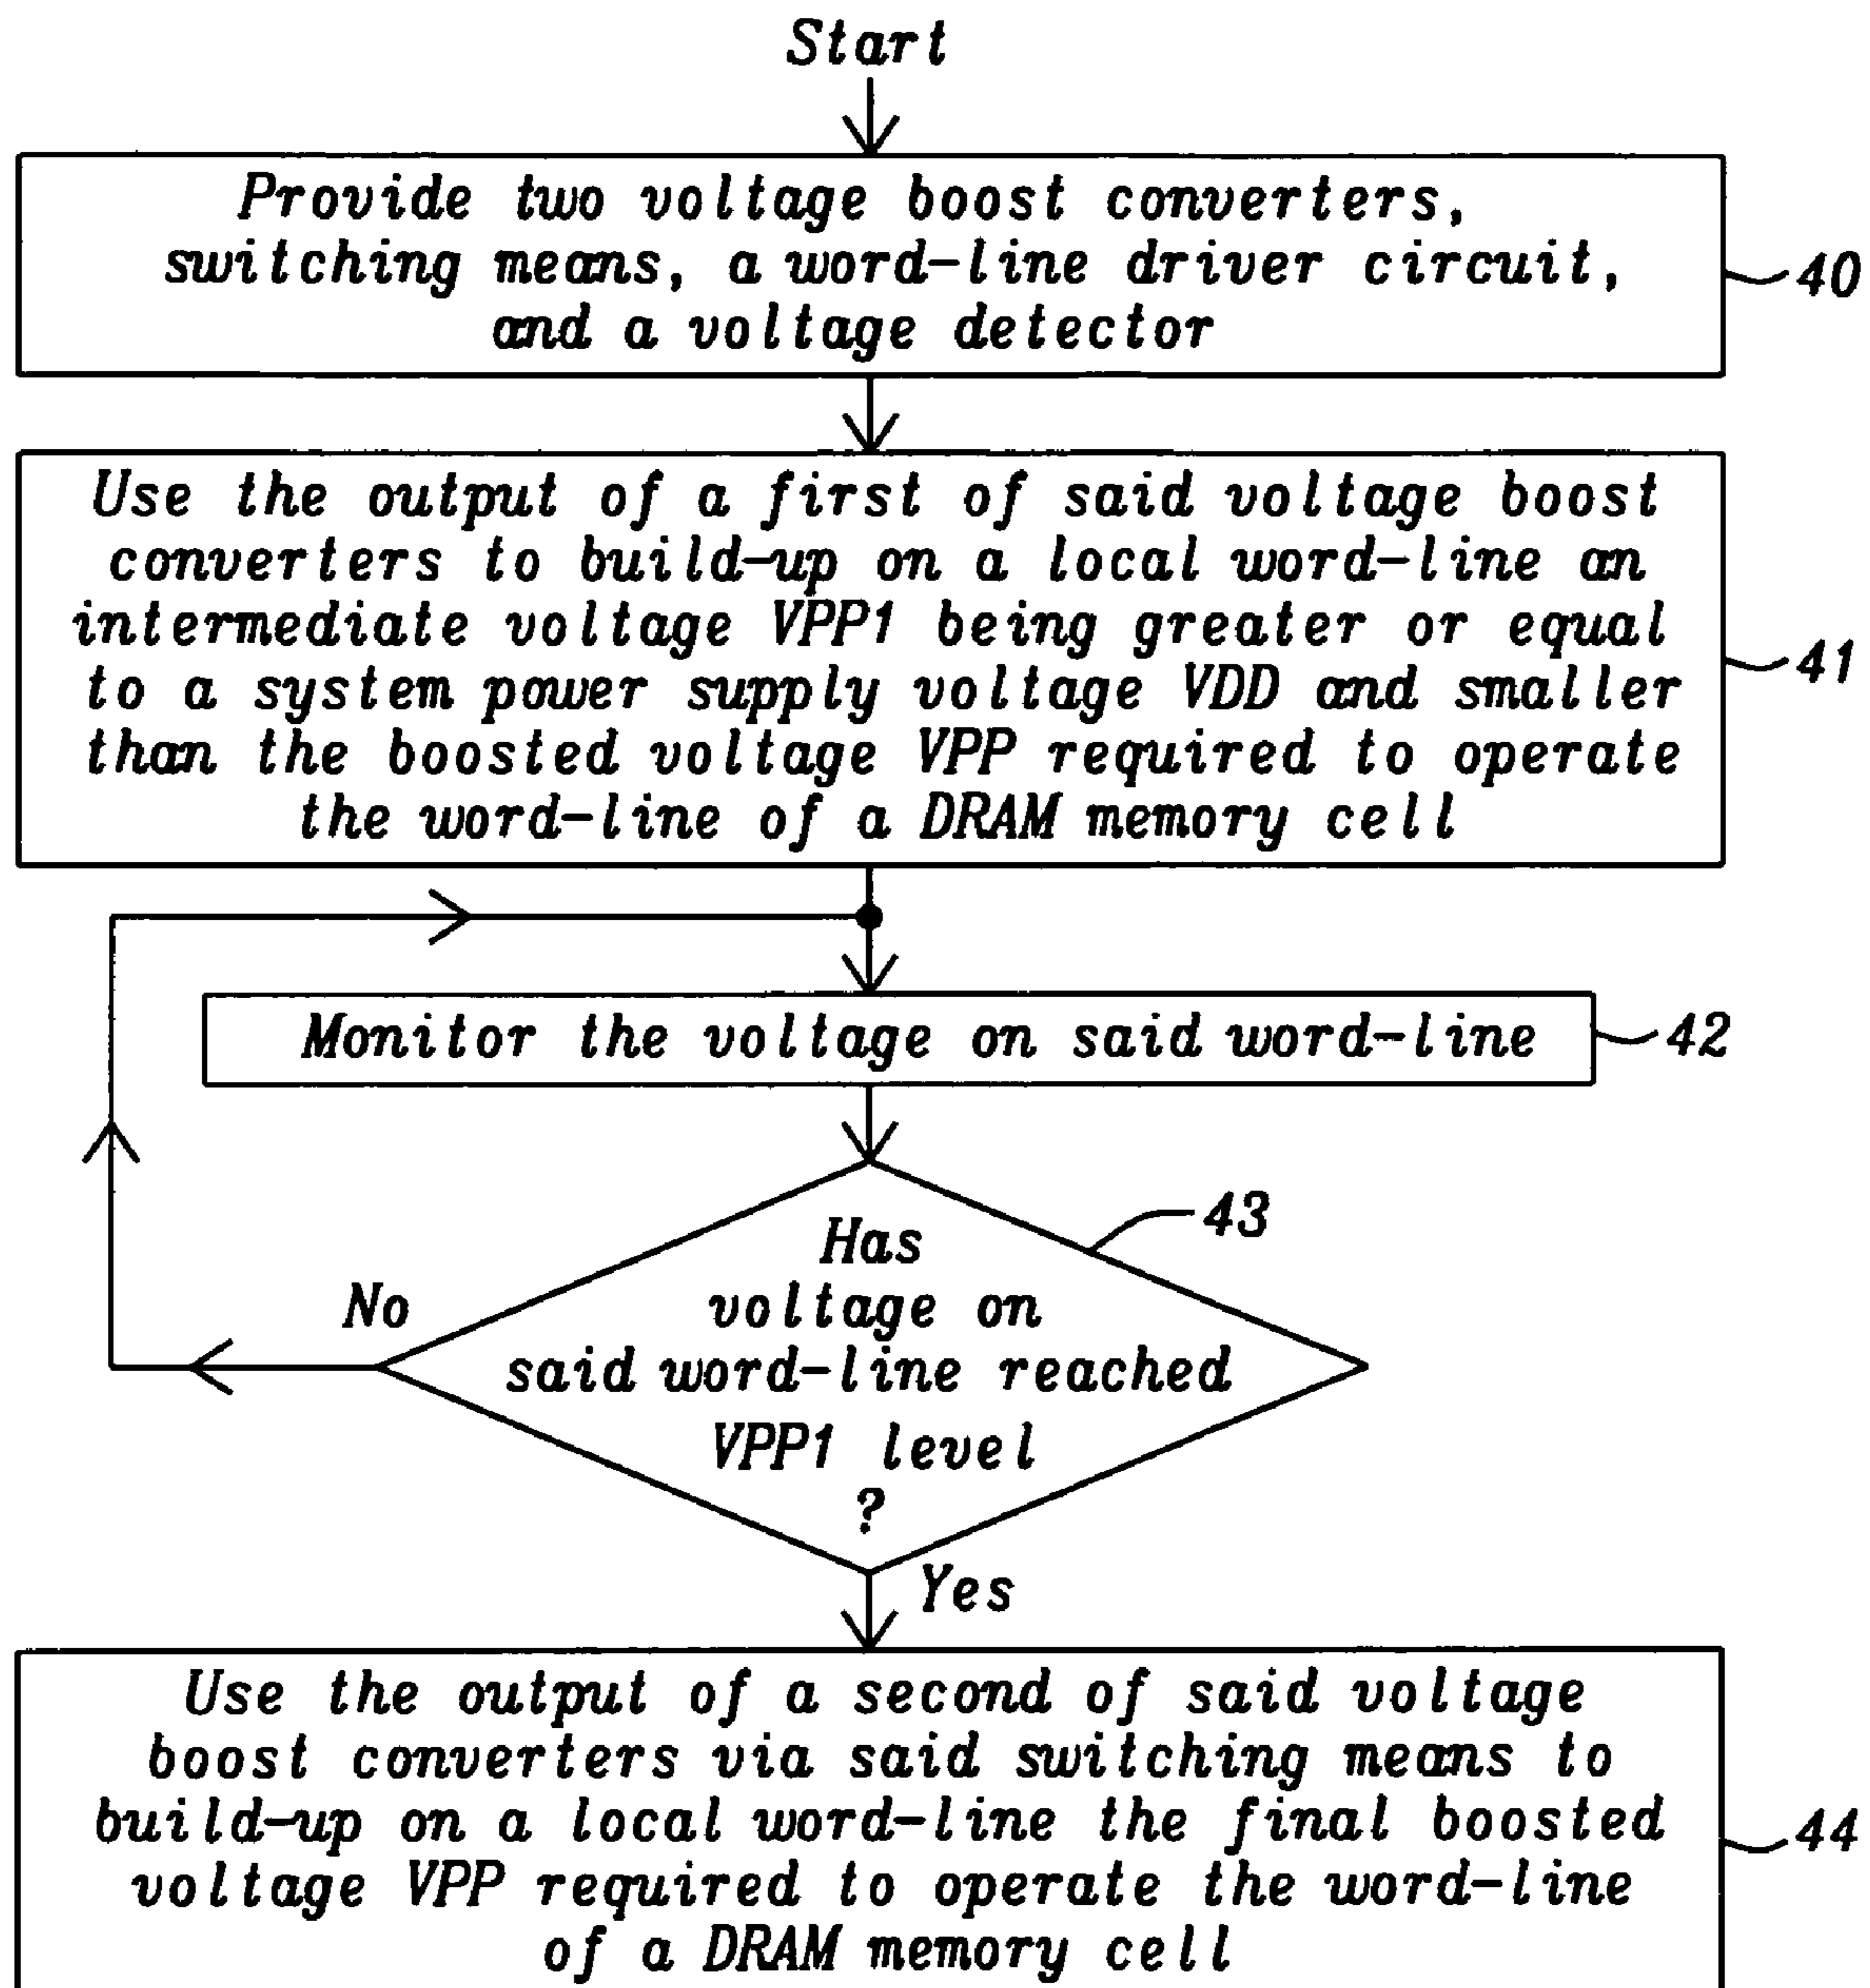 Start
Provide two voltage boost converters,
switching means, a word-line driver circuit,
and a voltage detector
40
Use the output of a first of said voltage boost
converters to build-up on a local word-line an
intermediate voltage VPP1 being greater or equal
to a system power supply voltage VDD and smaller
than the boosted voltage VPP required to operate
the word-line of a DRAM memory cell
41
Monitor the voltage on said word-line
42
Has
voltage on
said word-line reached
VPP1 level
?
43
No
Yes
Use the output of a second of said voltage
boost converters via said switching means to
build-up on a local word-line the final boosted
voltage VPP required to operate the word-line
of a DRAM memory cell
44